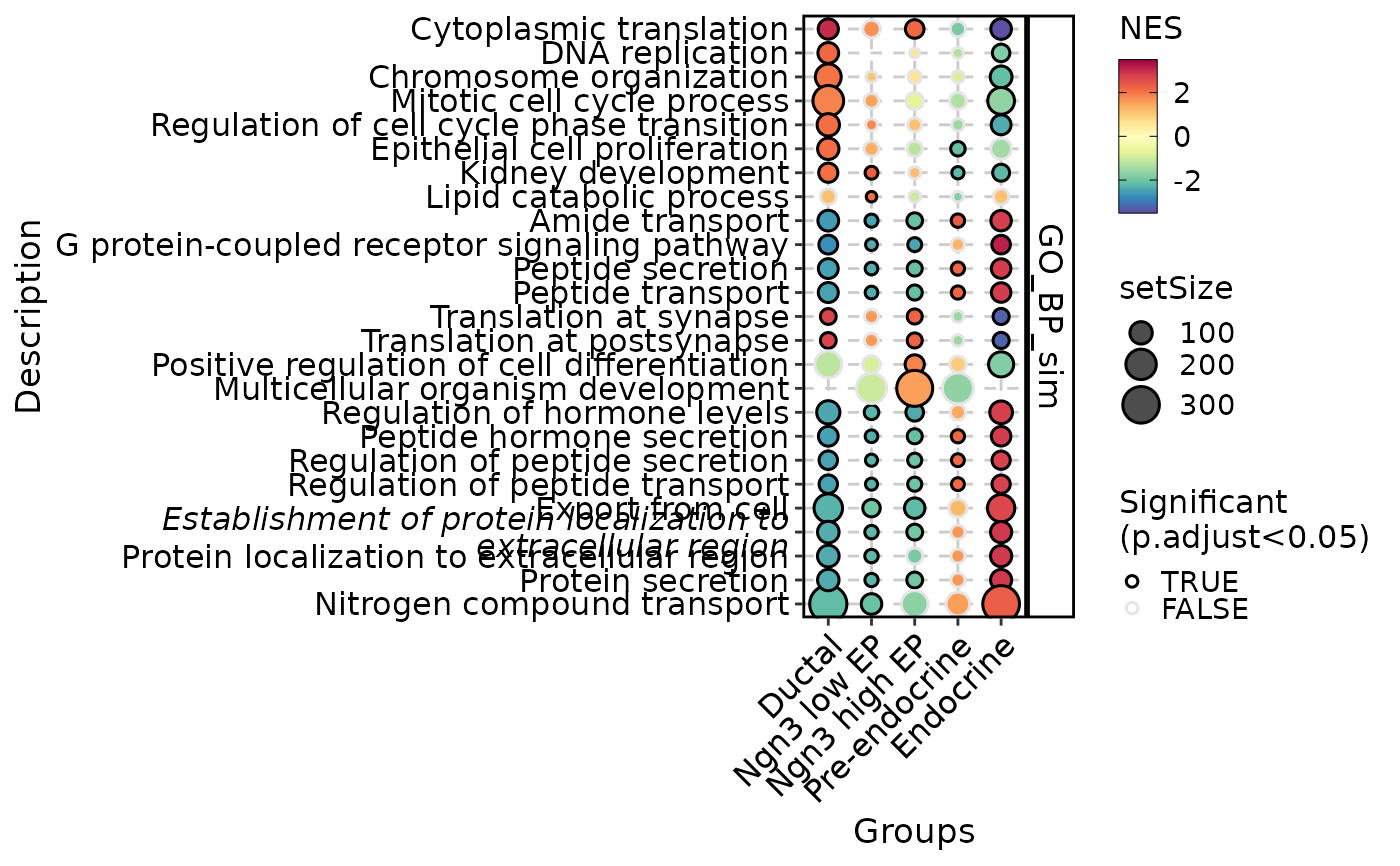 Cytoplasmic translation
DNA replication
Chromosome organization
Mitotic cell cycle process
Regulation of cell cycle phase transition
Epithelial cell proliferation
Kidney development
Lipid catabolic process
Amide transport
G protein-coupled receptor signaling pathway
Peptide secretion
Peptide transport
Translation at synapse
Translation at postsynapse
Positive regulation of cell differentiation
Multicellular organism development
Regulation of hormone levels
Peptide hormone secretion
Regulation of peptide secretion
Regulation of peptide transport
Export from cell
Establishment of protein localization to
extracellular region
Protein localization to extracellular region
Protein secretion
Nitrogen compound transport
Description
Ductal
Ngn3 low EP
Ngn3 high EP
Pre-endocrine
Endocrine
Groups
GO_BP_sim
NES
2
0
-2
setSize
100
200
300
Significant
(p.adjust<0.05)
TRUE
FALSE